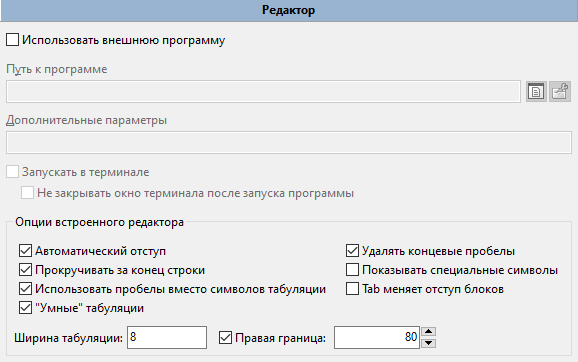 Редактор
Использовать внешнюю программу
Путь к программе
Дополнительные параметры
Запускать в терминале
Не закрывать окно терминала после запуска программы
Опции встроенного редактора
Автоматический отступ
Прокручивать за конец строки
Использовать пробелы вместо символов табуляции
"Умные" табуляции
Удалять концевые пробелы
Показывать специальные символы
Tab меняет отступ блоков
Ширина табуляции: 8 Правая граница: 80